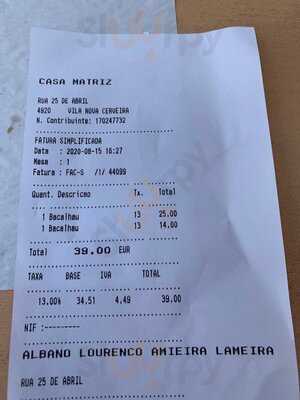 CASA MATRIZ
RUA 25 DE ABRIL
4920 VILA NOVA CERVEIRA
N. Contribuinte: 170247732
FATURA SIMPLIFICADA
Data : 2020-08-15 16:27
Mesa : 1
Fatura : FAC-S /1/ 44099
Quant. Descricao Tx. Total
1 Bacalhau 13 25.00
1 Bacalhau 13 14.00
Total 39.00 EUR
TAXA BASE IVA TOTAL
13.00% 34.51 4.49 39.00
NIF :---------
ALBANO LOURENCO AMIEIRA LAMEIRA
RUA 25 DE ABRIL